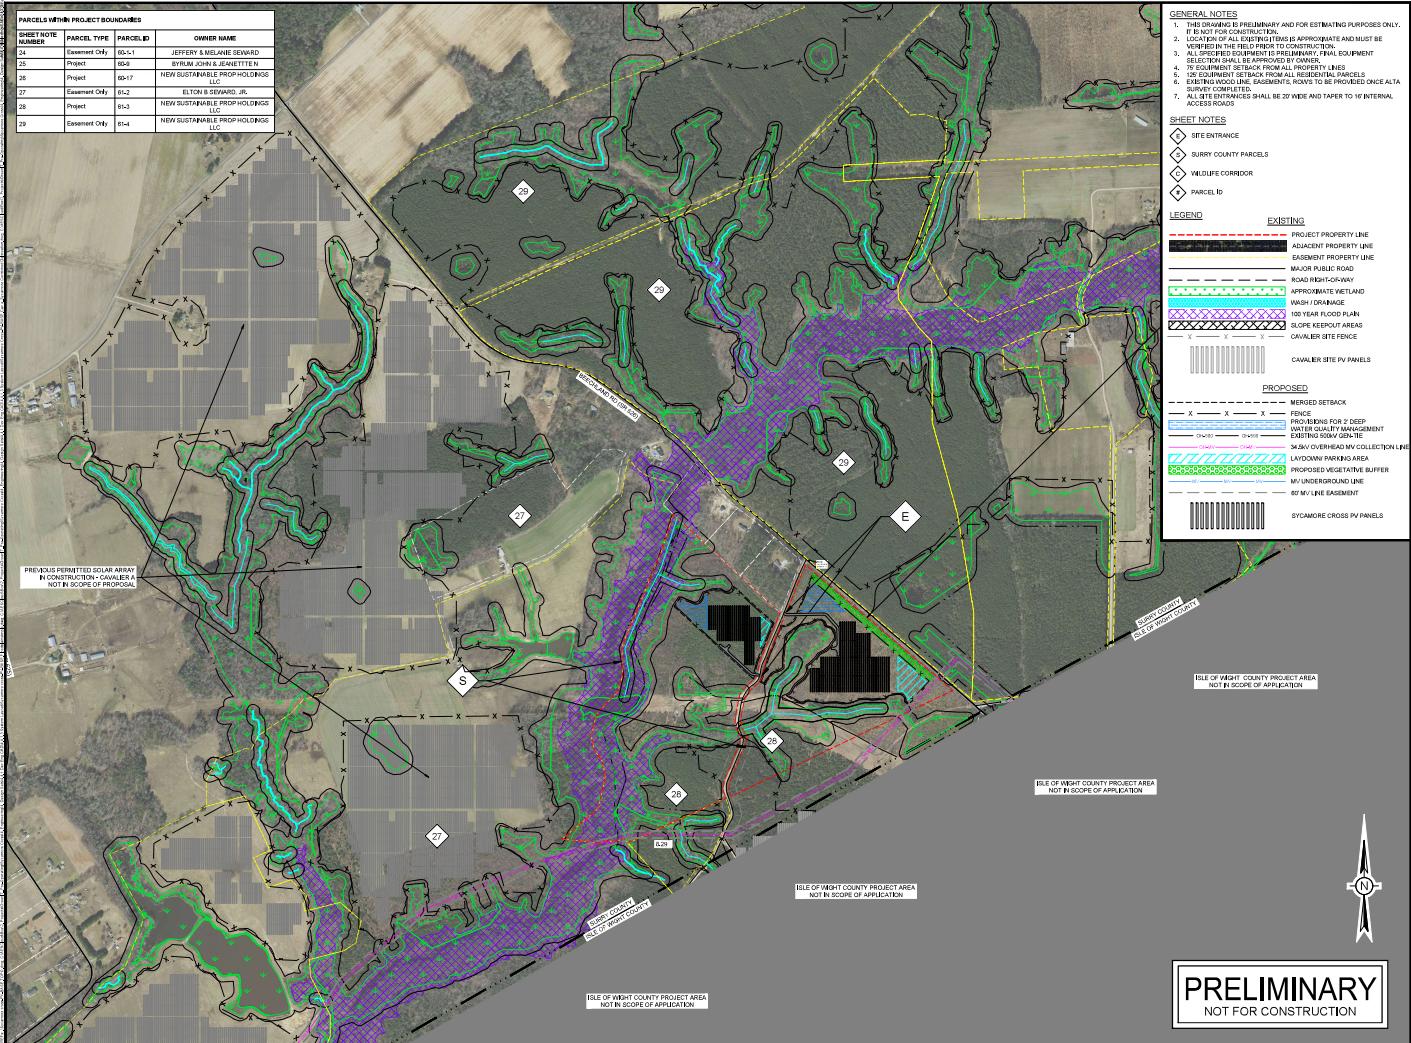 PARCELS WITHIN PROJECT BOUNDARIES
SHEET NOTE NUMBER PARCEL TYPE PARCEL ID OWNER NAME
24 Easement Only 60-1-1 JEFFERY & MELANIE SEWARD
25 Project 60-9 BYRUM JOHN & JEANETTTE N
26 Project 60-17 NEW SUSTAINABLE PROP HOLDINGS LLC
27 Easement Only 61-2 ELTON B SEWARD, JR.
28 Project 61-3 NEW SUSTAINABLE PROP HOLDINGS LLC
29 Easement Only 61-4 NEW SUSTAINABLE PROP HOLDINGS LLC
GENERAL NOTES
1. THIS DRAWING IS PRELIMINARY AND FOR ESTIMATING PURPOSES ONLY.
IT IS NOT FOR CONSTRUCTION.
2. LOCATION OF ALL EXISTING ITEMS IS APPROXIMATE AND MUST BE
VERIFIED IN THE FIELD PRIOR TO CONSTRUCTION.
3. ALL SPECIFIED EQUIPMENT IS PRELIMINARY. FINAL EQUIPMENT
SELECTION SHALL BE APPROVED BY OWNER.
4. 75' EQUIPMENT SETBACK FROM ALL PROPERTY LINES
5. 125' EQUIPMENT SETBACK FROM ALL RESIDENTIAL PARCELS
6. EXISTING WOOD LINE, EASEMENTS, ROW'S TO BE PROVIDED ONCE ALTA
SURVEY COMPLETED.
7. ALL SITE ENTRANCES SHALL BE 20' WIDE AND TAPER TO 16' INTERNAL
ACCESS ROADS
SHEET NOTES
E SITE ENTRANCE
S SURRY COUNTY PARCELS
C WILDLIFE CORRIDOR
# PARCEL ID
LEGEND
EXISTING
PROJECT PROPERTY LINE
ADJACENT PROPERTY LINE
EASEMENT PROPERTY LINE
MAJOR PUBLIC ROAD
ROAD RIGHT-OF-WAY
APPROXIMATE WETLAND
WASH / DRAINAGE
100 YEAR FLOOD PLAIN
SLOPE KEEPOUT AREAS
X X X CAVALIER SITE FENCE
CAVALIER SITE PV PANELS
PROPOSED
MERGED SETBACK
X X X FENCE
PROVISIONS FOR 2' DEEP
WATER QUALITY MANAGEMENT
EXISTING 500kV GEN-TIE
34.5kV OVERHEAD MV COLLECTION LINE
LAYDOWN/ PARKING AREA
PROPOSED VEGETATIVE BUFFER
MV MV MV MV UNDERGROUND LINE
60' MV LINE EASEMENT
SYCAMORE CROSS PV PANELS
29
29
29
27
27
28
28
E
S
BEECHLAND RD (SR 626)
PREVIOUS PERMITTED SOLAR ARRAY
IN CONSTRUCTION - CAVALIER A
NOT IN SCOPE OF PROPOSAL
SURRY COUNTY
ISLE OF WIGHT COUNTY
ISLE OF WIGHT COUNTY PROJECT AREA
NOT IN SCOPE OF APPLICATION
ISLE OF WIGHT COUNTY PROJECT AREA
NOT IN SCOPE OF APPLICATION
6.29
ISLE OF WIGHT COUNTY PROJECT AREA
NOT IN SCOPE OF APPLICATION
SURRY COUNTY
ISLE OF WIGHT COUNTY
ISLE OF WIGHT COUNTY PROJECT AREA
NOT IN SCOPE OF APPLICATION
N
PRELIMINARY
NOT FOR CONSTRUCTION